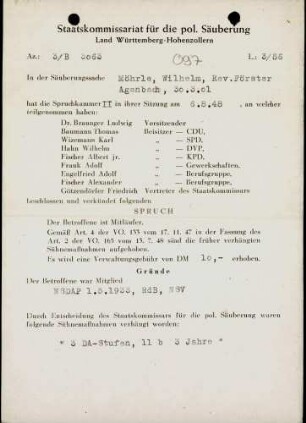 Staatskommissariat für die pol. Säuberung
Land Württemberg-Hohenzollern
Az.: 3/B 3063 097 L.: 3/56
In der Säuberungssache Möhrle, Wilhelm, Rev.Förster
Agenbach, 30.3.01
hat die Spruchkammer II in ihrer Sitzung am 6.8.48 , an welcher
teilgenommen haben:
Dr. Brauнger Ludwig Vorsitzender
Baumann Thomas Beisitzer — CDU,
Wizemann Karl „ — SPD,
Hahn Wilhelm „ — DVP,
Fischer Albert jr. „ — KPD,
Frank Adolf „ — Gewerkschaften,
Engelfried Adolf „ — Berufsgruppe,
Fischer Alexander „ — Berufsgruppe,
Götzendörfer Friedrich Vertreter des Staatskommissars
beschlossen und verkündet folgenden
SPRUCH
Der Betroffene ist Mitläufer.
Gemäß Art. 4 der VO. 133 vom 17. 11. 47 in der Fassung des
Art. 2 der VO. 165 vom 13. 7. 48 sind die früher verhängten
Sühnemaßnahmen aufgehoben.
Es wird eine Verwaltungsgebühr von DM 10,- erhoben.
Gründe
Der Betroffene war Mitglied
NSDAP 1.5.1933, RdB, NSV
Durch Entscheidung des Staatskommissars für die pol. Säuberung waren
folgende Sühnemaßnahmen verhängt worden:
" 3 DA-Stufen, 11 b 3 Jahre "